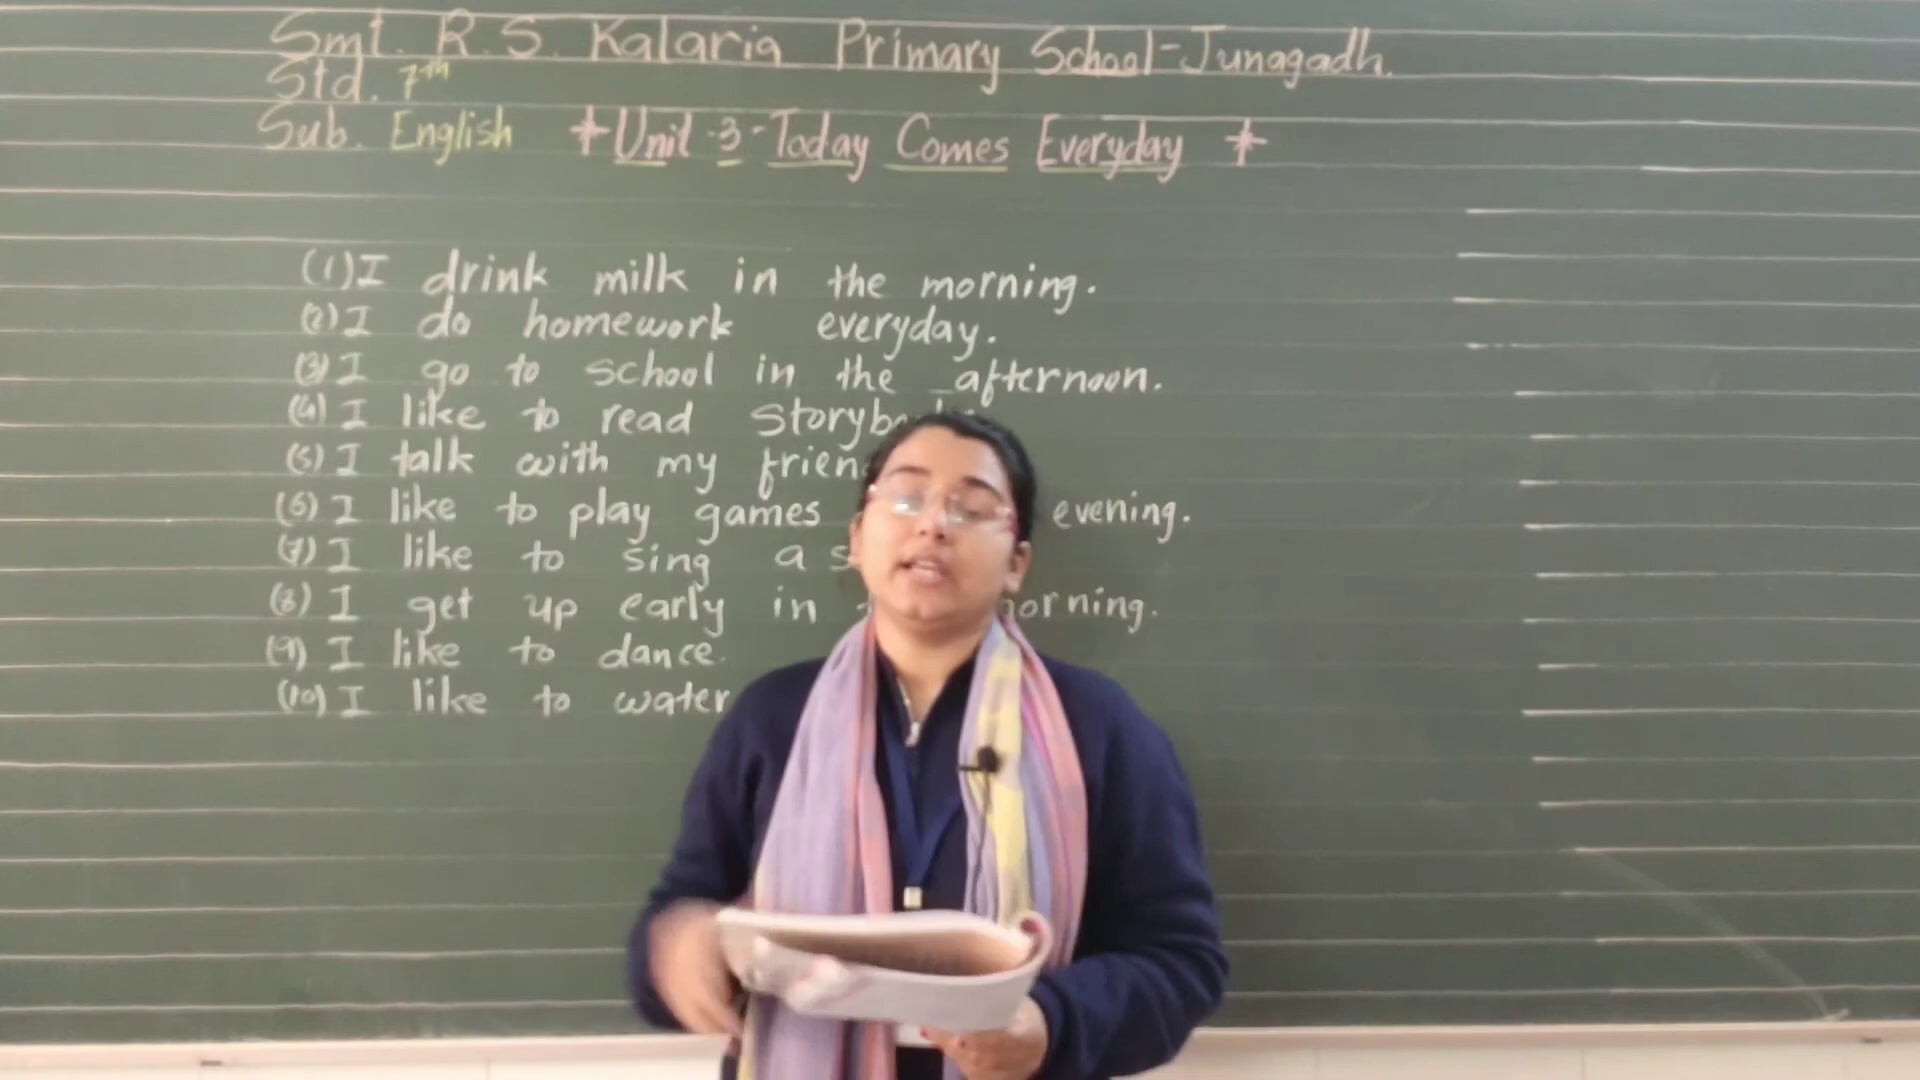 Smt. R.S. Kalaria Primary School-Junagadh.
Std. 7th
Sub. English * Unit-3-Today Comes Everyday *
(1) I drink milk in the morning.
(2) I do homework everyday.
(3) I go to school in the afternoon.
(4) I like to read
(5) I talk with my
(6) I like to play games evening.
(7) I like to sing a
(8) I get up early in
(9) I like to dance.
(10) I like to water